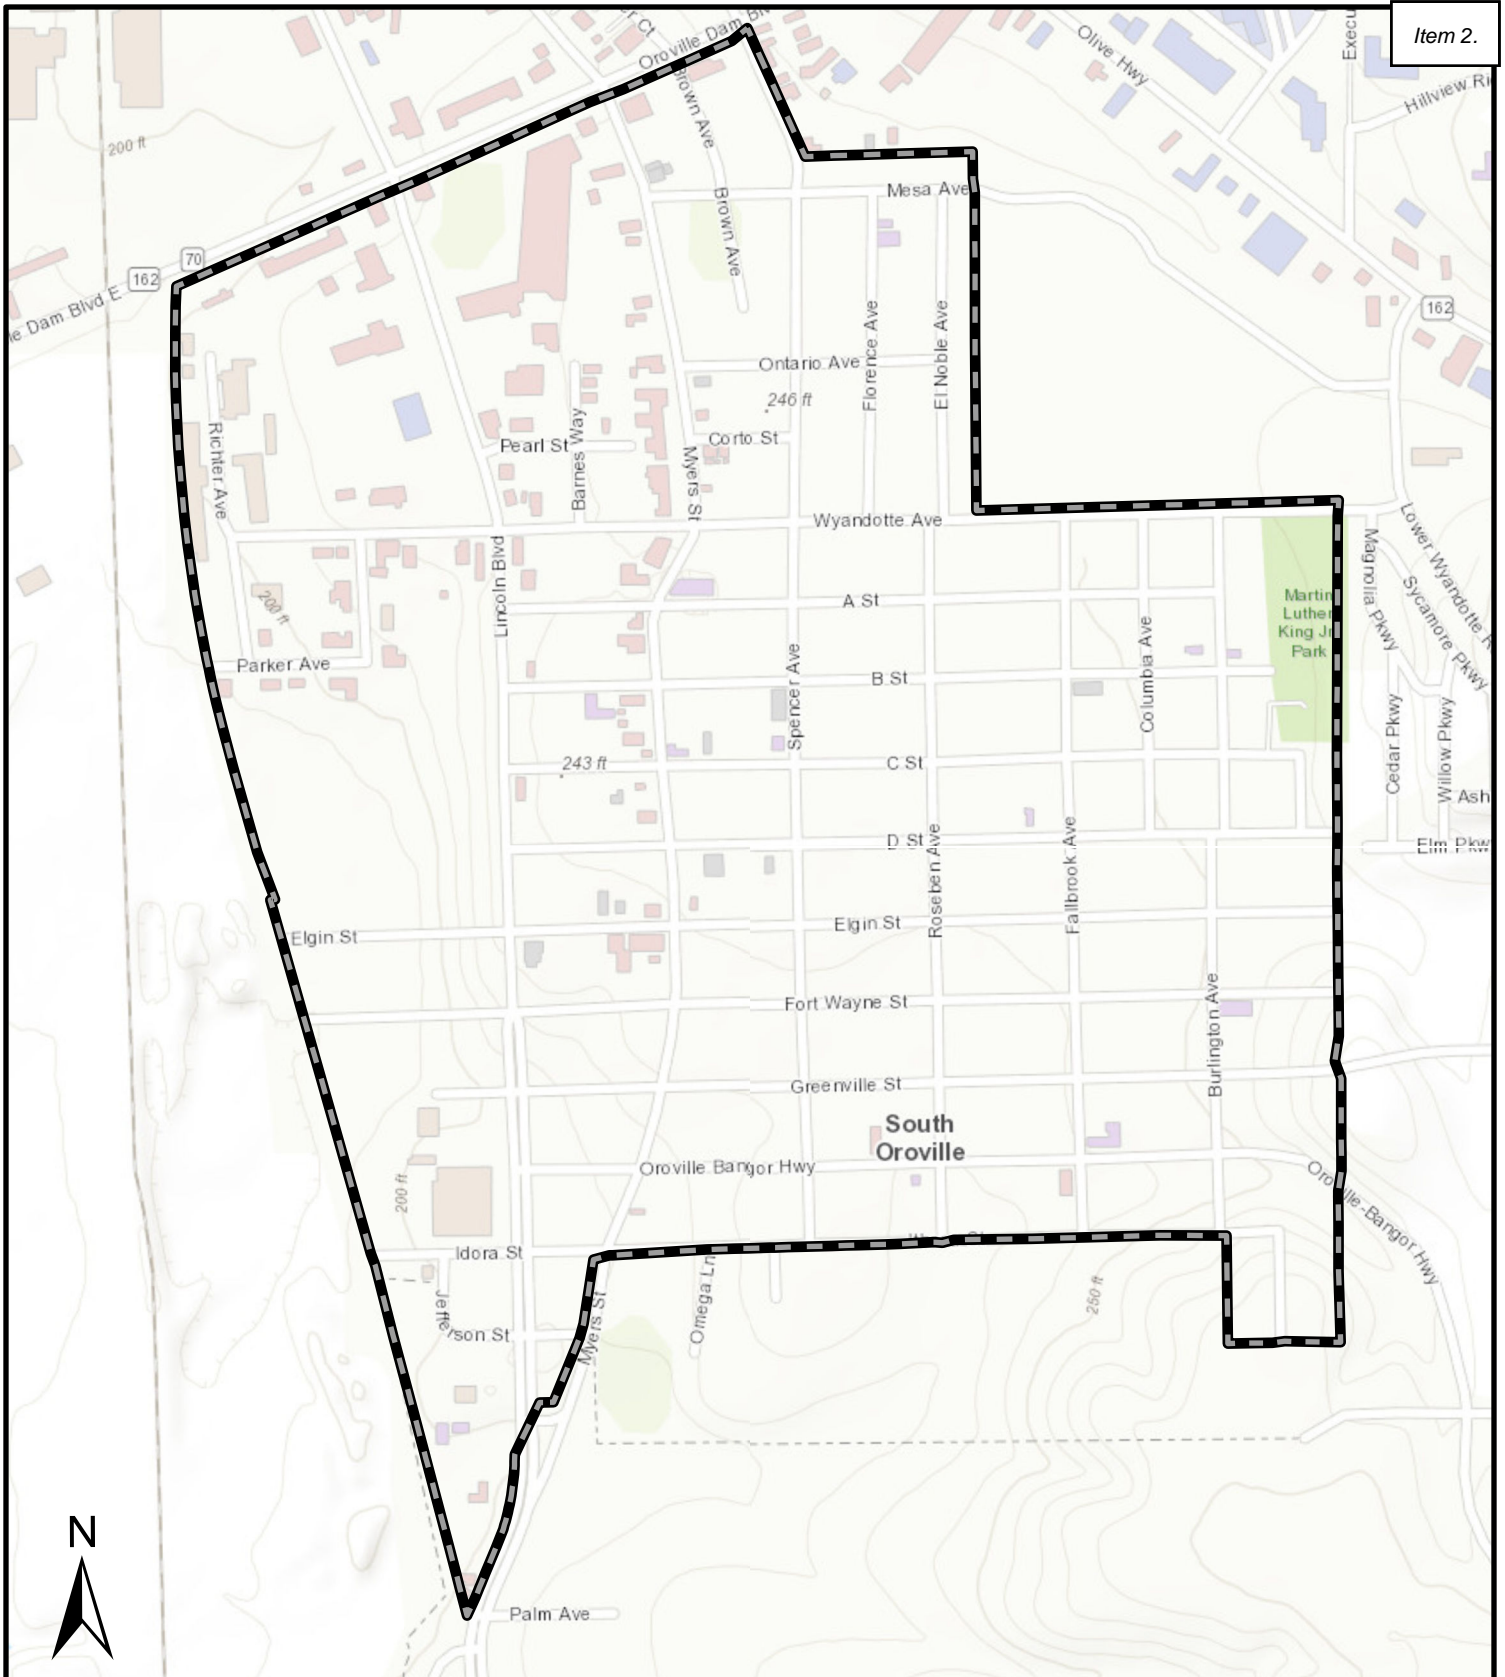 Item 2.
Oroville Dam
Olive Hwy
Hillview
200 ft
Brown Ave
Mesa Ave
Brown Ave
70
162
Dam Blvd E
162
Florence Ave
El Noble Ave
Ontario Ave
246 ft
Richter Ave
Pearl St
Barnes Way
Corto St
Myers St
Wyandotte Ave
Lincoln Blvd
Magnolia Pkwy
Lower Wyandotte
Sycamore Pkwy
200 ft
A St
Martin
Luther
King Jr
Park
Parker Ave
Spencer Ave
B St
Columbia Ave
Cedar Pkwy
Willow Pkwy
243 ft
C St
Ash
D St
Roseben Ave
Fallbrook Ave
Elm Pkw
Elgin St
Elgin St
Fort Wayne St
Burlington Ave
Greenville St
South
Oroville
Oroville Bangor Hwy
Oroville-Bangor Hwy
200 ft
Idora St
Jefferson St
Myers St
Omega Ln
250 ft
N
Palm Ave